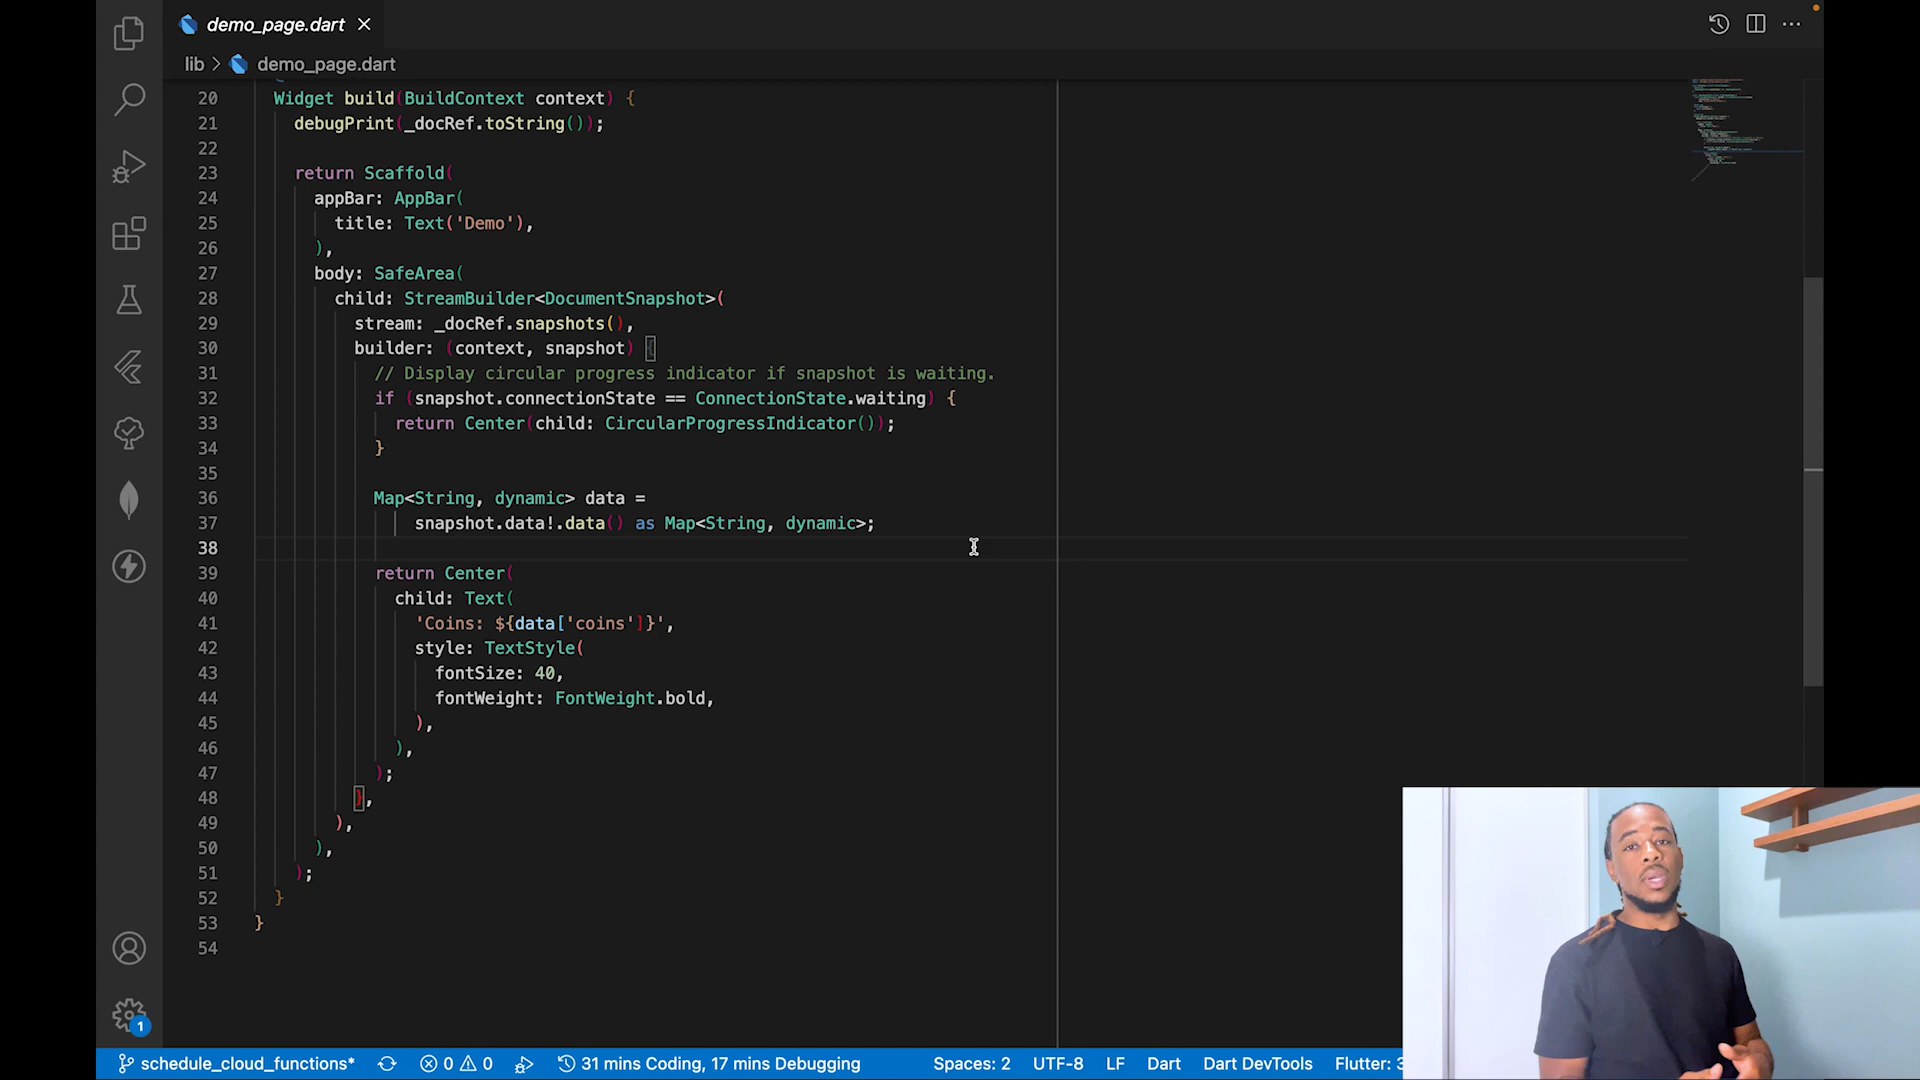 demo_page.dart
lib > demo_page.dart
20 Widget build(BuildContext context) {
21 debugPrint(_docRef.toString());
22
23 return Scaffold(
24 appBar: AppBar(
25 title: Text('Demo'),
26 ),
27 body: SafeArea(
28 child: StreamBuilder<DocumentSnapshot>(
29 stream: _docRef.snapshots(),
30 builder: (context, snapshot) {
31 // Display circular progress indicator if snapshot is waiting.
32 if (snapshot.connectionState == ConnectionState.waiting) {
33 return Center(child: CircularProgressIndicator());
34 }
35
36 Map<String, dynamic> data =
37 snapshot.data!.data() as Map<String, dynamic>;
38
39 return Center(
40 child: Text(
41 'Coins: ${data['coins']}',
42 style: TextStyle(
43 fontSize: 40,
44 fontWeight: FontWeight.bold,
45 ),
46 ),
47 );
48 },
49 ),
50 ),
51 );
52 }
53 }
54
1
schedule_cloud_functions* 0 0 31 mins Coding, 17 mins Debugging Spaces: 2 UTF-8 LF Dart Dart DevTools Flutter: